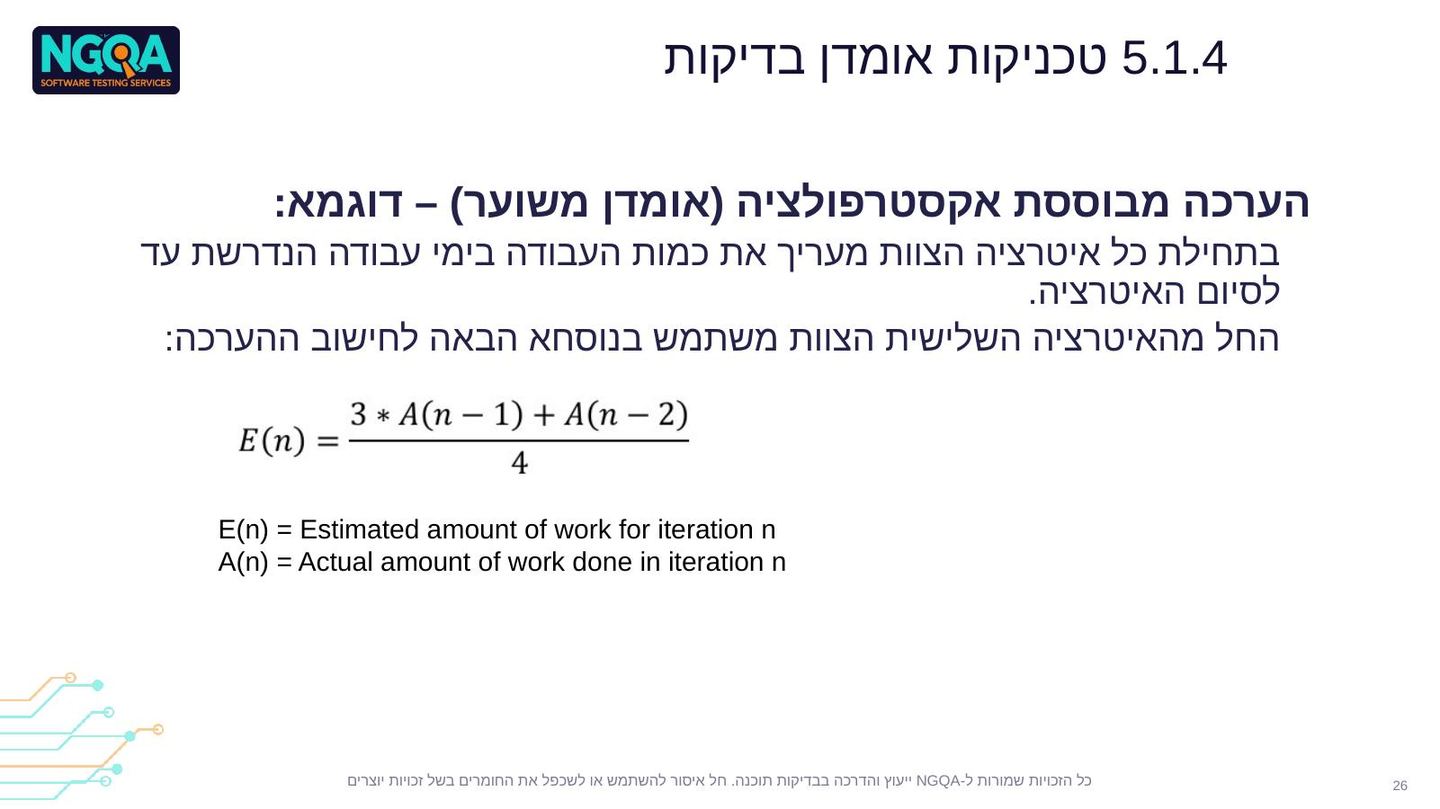 NGQA
SOFTWARE TESTING SERVICES
5.1.4 טכניקות אומדן בדיקות
הערכה מבוססת אקסטרפולציה (אומדן משוער) – דוגמא:
בתחילת כל איטרציה הצוות מעריך את כמות העבודה בימי עבודה הנדרשת עד
לסיום האיטרציה.
החל מהאיטרציה השלישית הצוות משתמש בנוסחא הבאה לחישוב ההערכה:
E(n) = (3 * A(n − 1) + A(n − 2)) / 4
E(n) = Estimated amount of work for iteration n
A(n) = Actual amount of work done in iteration n
כל הזכויות שמורות ל-NGQA ייעוץ והדרכה בבדיקות תוכנה. חל איסור להשתמש או לשכפל את החומרים בשל זכויות יוצרים
26